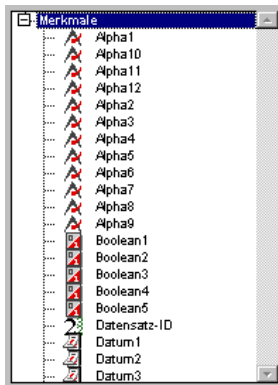 Merkmale
Alpha1
Alpha10
Alpha11
Alpha12
Alpha2
Alpha3
Alpha4
Alpha5
Alpha6
Alpha7
Alpha8
Alpha9
Boolean1
Boolean2
Boolean3
Boolean4
Boolean5
Datensatz-ID
Datum1
Datum2
Datum3